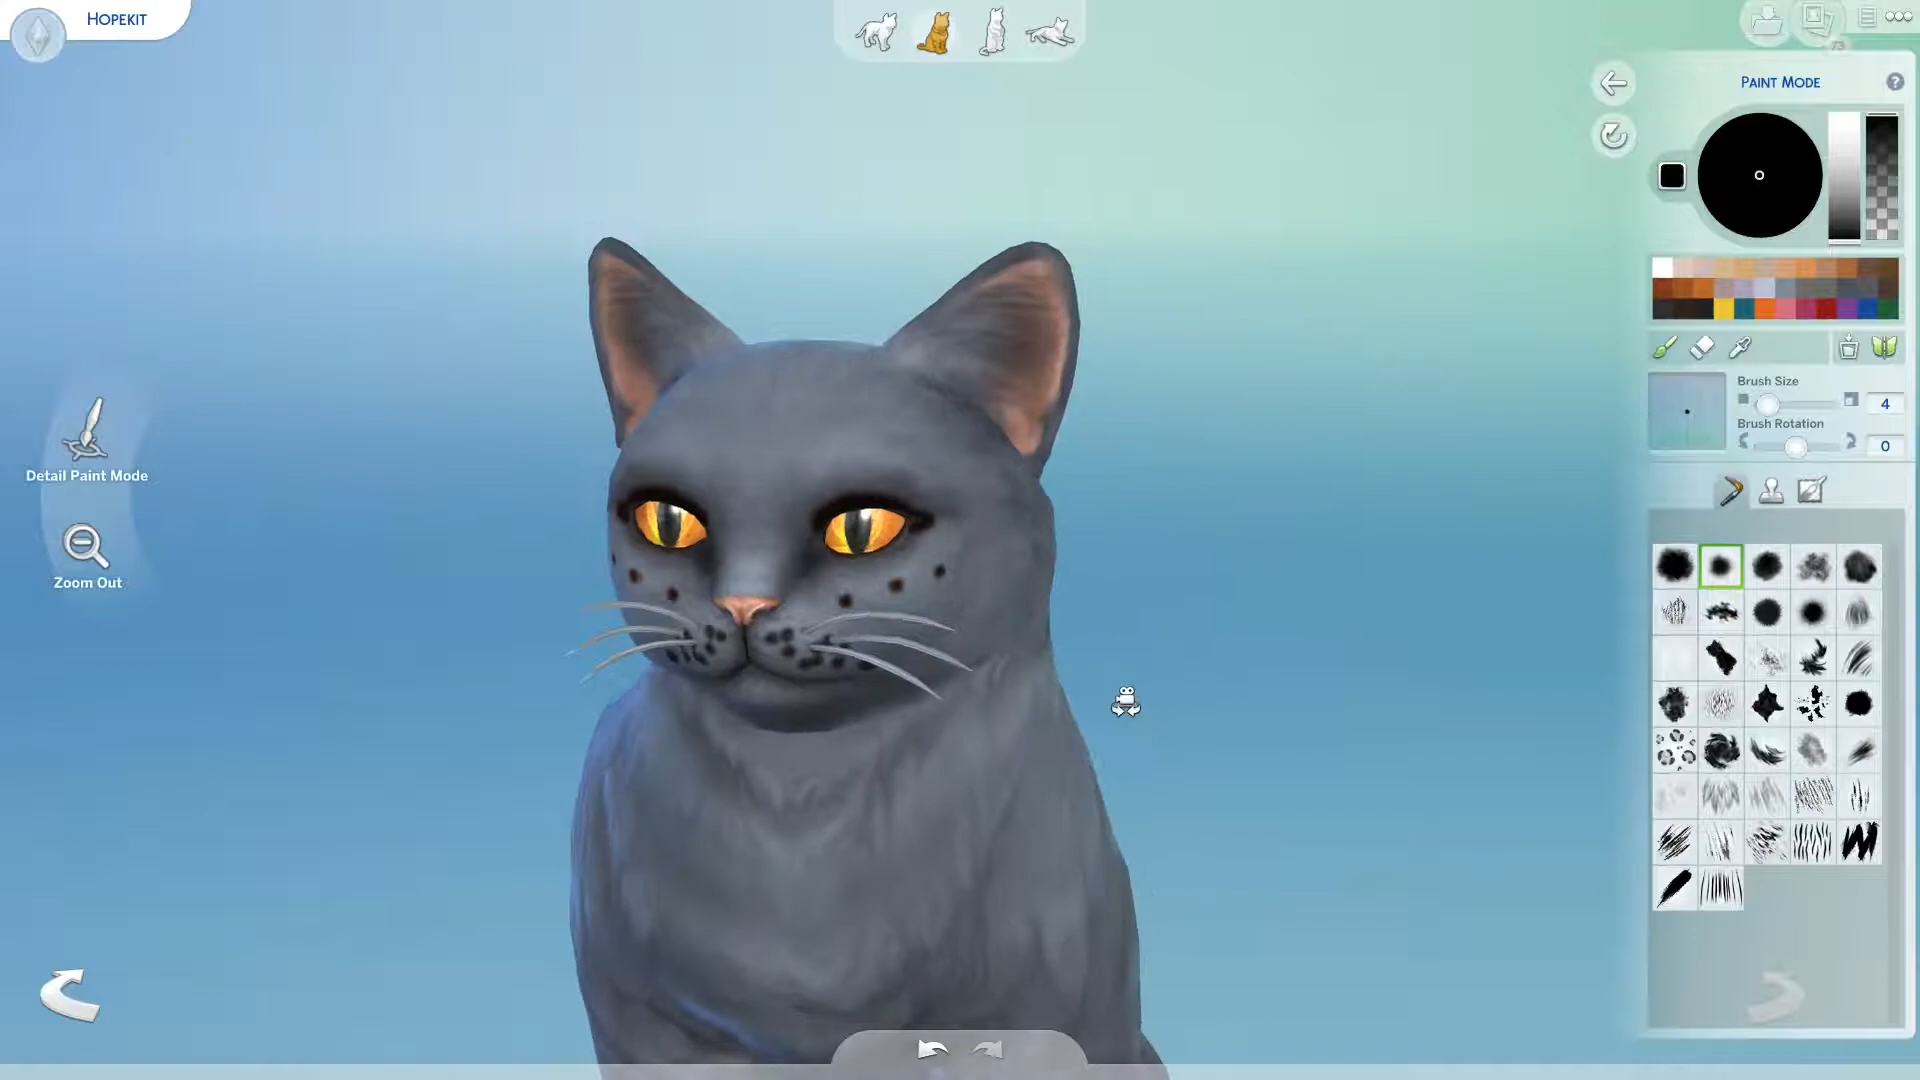 HOPEKIT
PAINT MODE
?
Brush Size
4
Brush Rotation
0
Detail Paint Mode
Zoom Out